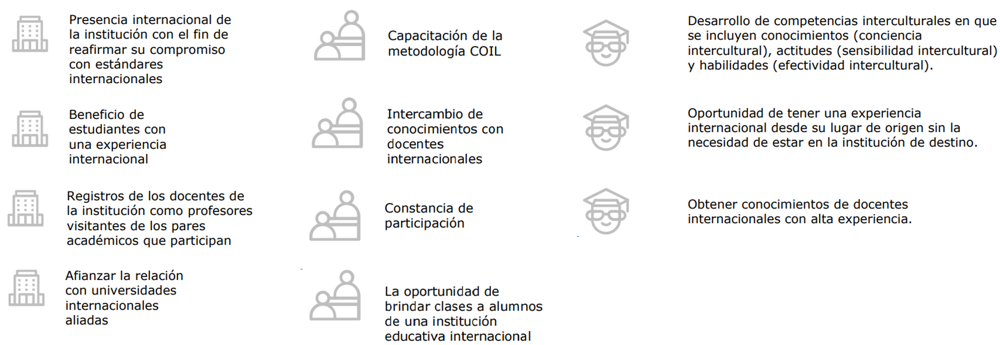 Presencia internacional de
la institución con el fin de
reafirmar su compromiso
con estándares
internacionales
Beneficio de
estudiantes con
una experiencia
internacional
Registros de los docentes de
la institución como profesores
visitantes de los pares
académicos que participan
Afianzar la relación
con universidades
internacionales
aliadas
Capacitación de la
metodología COIL
Intercambio de
conocimientos con
docentes
internacionales
Constancia de
participación
La oportunidad de
brindar clases a alumnos
de una institución
educativa internacional
Desarrollo de competencias interculturales en que
se incluyen conocimientos (conciencia
intercultural), actitudes (sensibilidad intercultural)
y habilidades (efectividad intercultural).
Oportunidad de tener una experiencia
internacional desde su lugar de origen sin la
necesidad de estar en la institución de destino.
Obtener conocimientos de docentes
internacionales con alta experiencia.